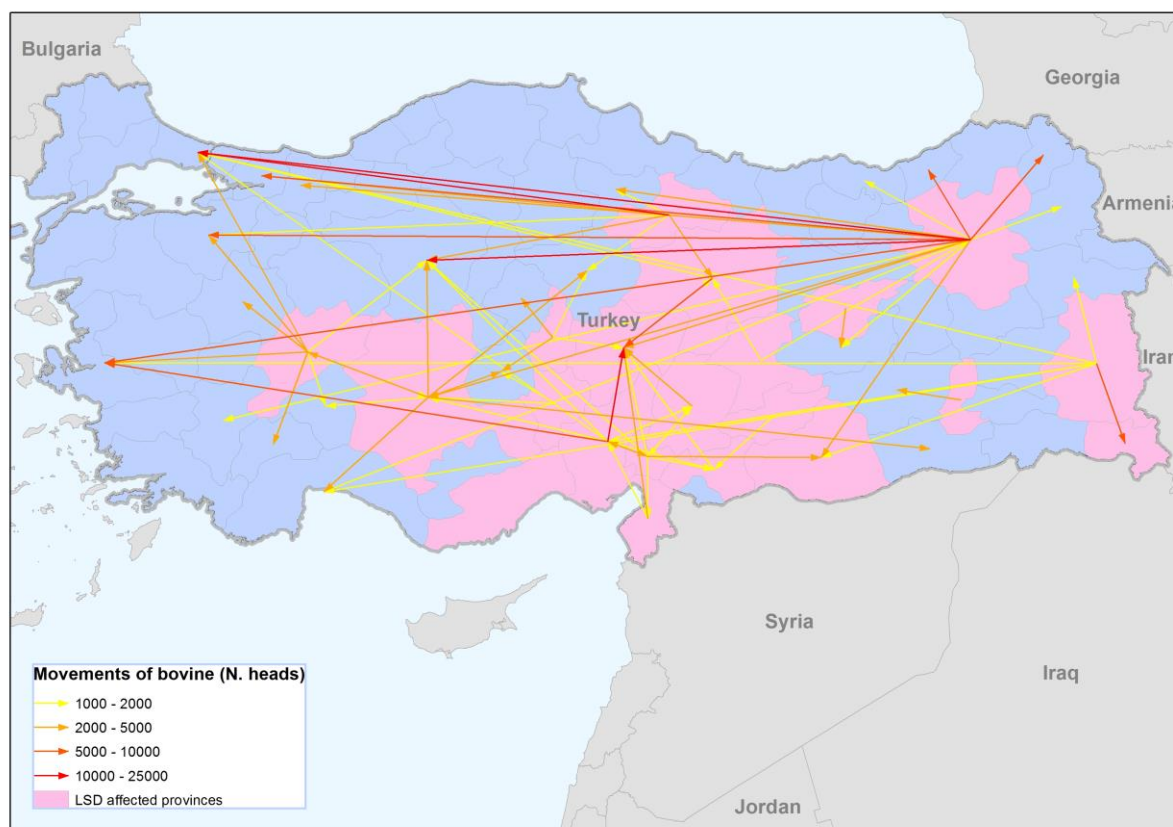 Bulgaria
Georgia
Armenia
Turkey
Iran
Syria
Iraq
Jordan
Movements of bovine (N. heads)
1000 - 2000
2000 - 5000
5000 - 10000
10000 - 25000
LSD affected provinces